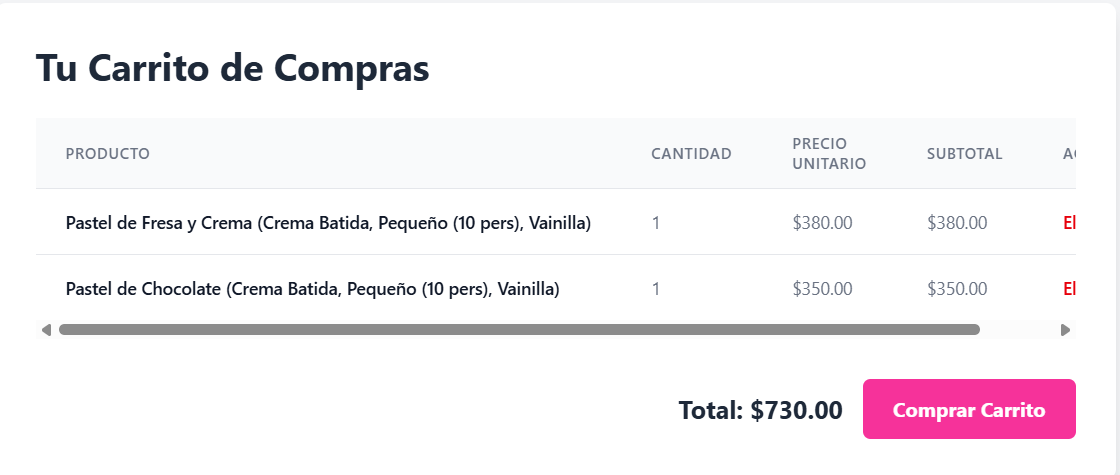 Tu Carrito de Compras
PRODUCTO CANTIDAD PRECIO UNITARIO SUBTOTAL
Pastel de Fresa y Crema (Crema Batida, Pequeño (10 pers), Vainilla) 1 $380.00 $380.00
Pastel de Chocolate (Crema Batida, Pequeño (10 pers), Vainilla) 1 $350.00 $350.00
Total: $730.00 Comprar Carrito